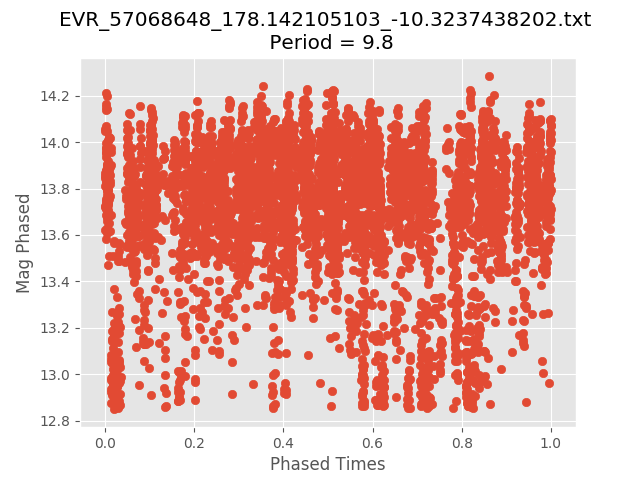 EVR_57068648_178.142105103_-10.3237438202.txt
Period = 9.8
Mag Phased
14.2
14.0
13.8
13.6
13.4
13.2
13.0
12.8
0.0 0.2 0.4 0.6 0.8 1.0
Phased Times